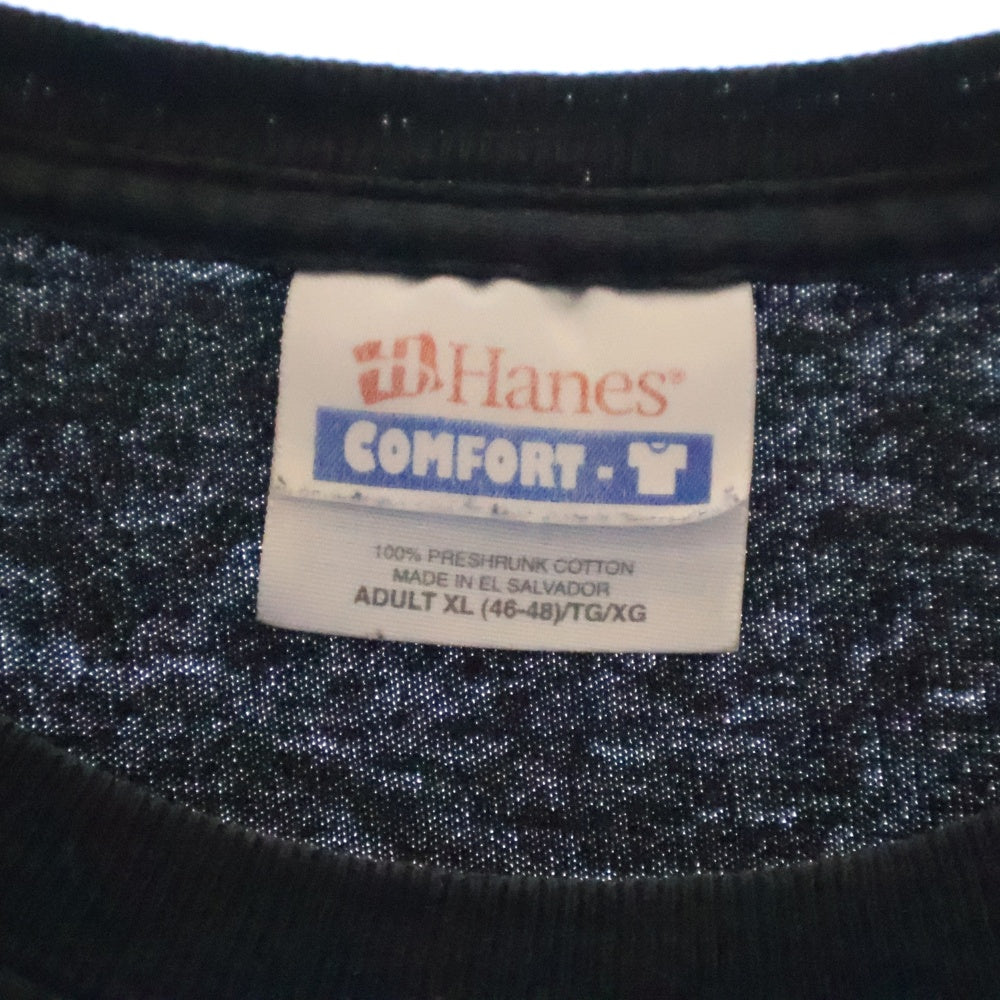 Hanes®
COMFORT-T
100% PRESHRUNK COTTON
MADE IN EL SALVADOR
ADULT XL (46-48)/TG/XG